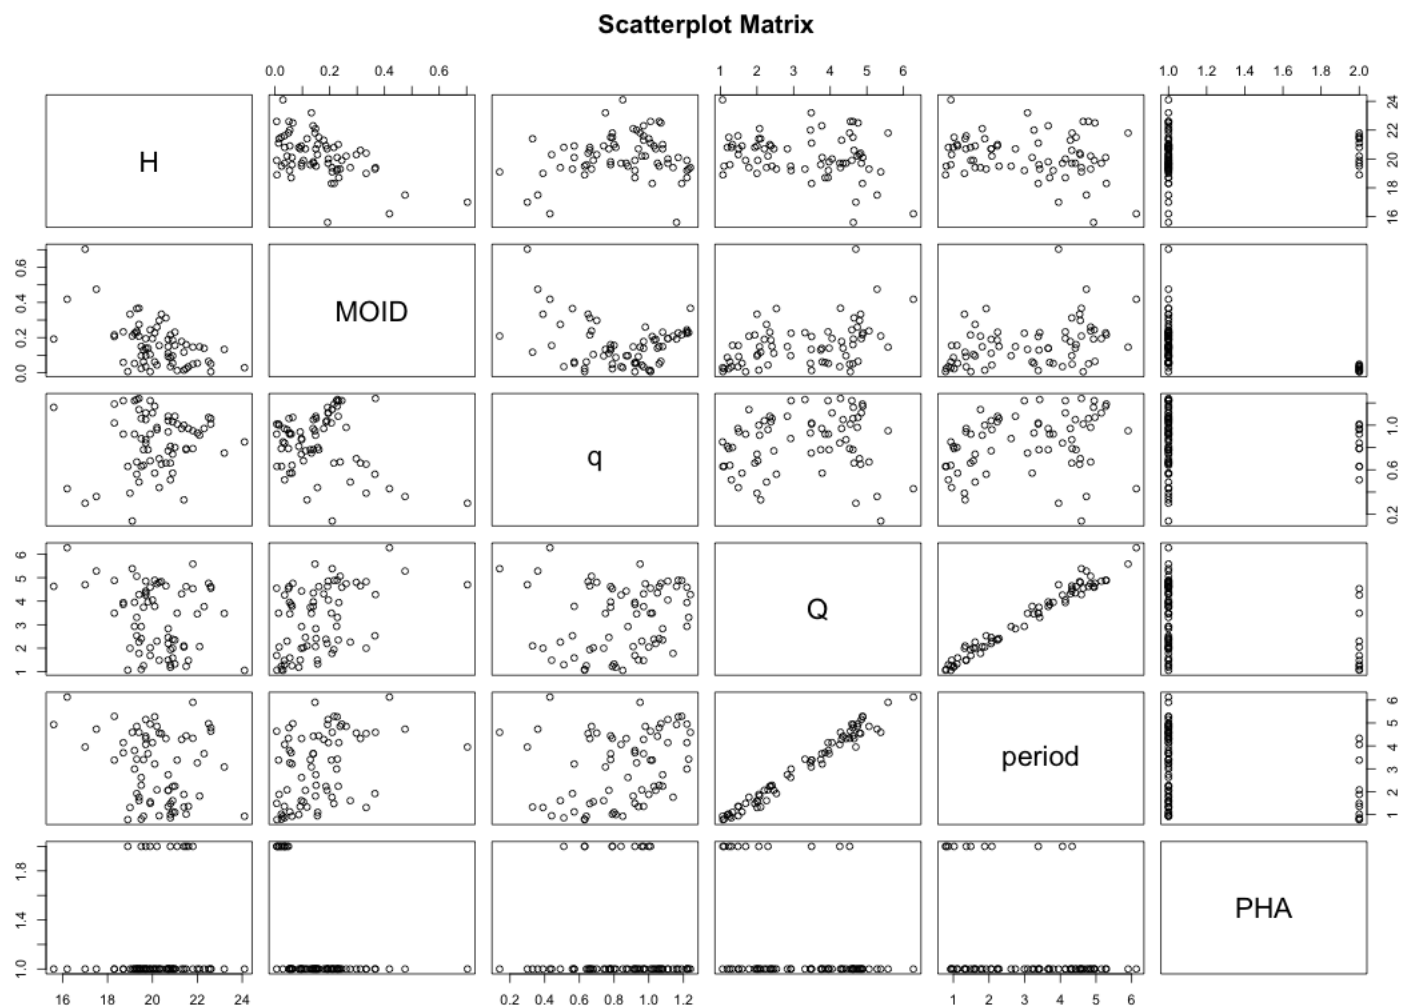 Scatterplot Matrix
0.0 0.2 0.4 0.6
1 2 3 4 5 6
1.0 1.2 1.4 1.6 1.8 2.0
H
16 18 20 22 24
0.0 0.2 0.4 0.6
MOID
q
0.2 0.6 1.0
1 2 3 4 5 6
Q
period
1 2 3 4 5 6
1.0 1.4 1.8
PHA
16 18 20 22 24
0.2 0.4 0.6 0.8 1.0 1.2
1 2 3 4 5 6